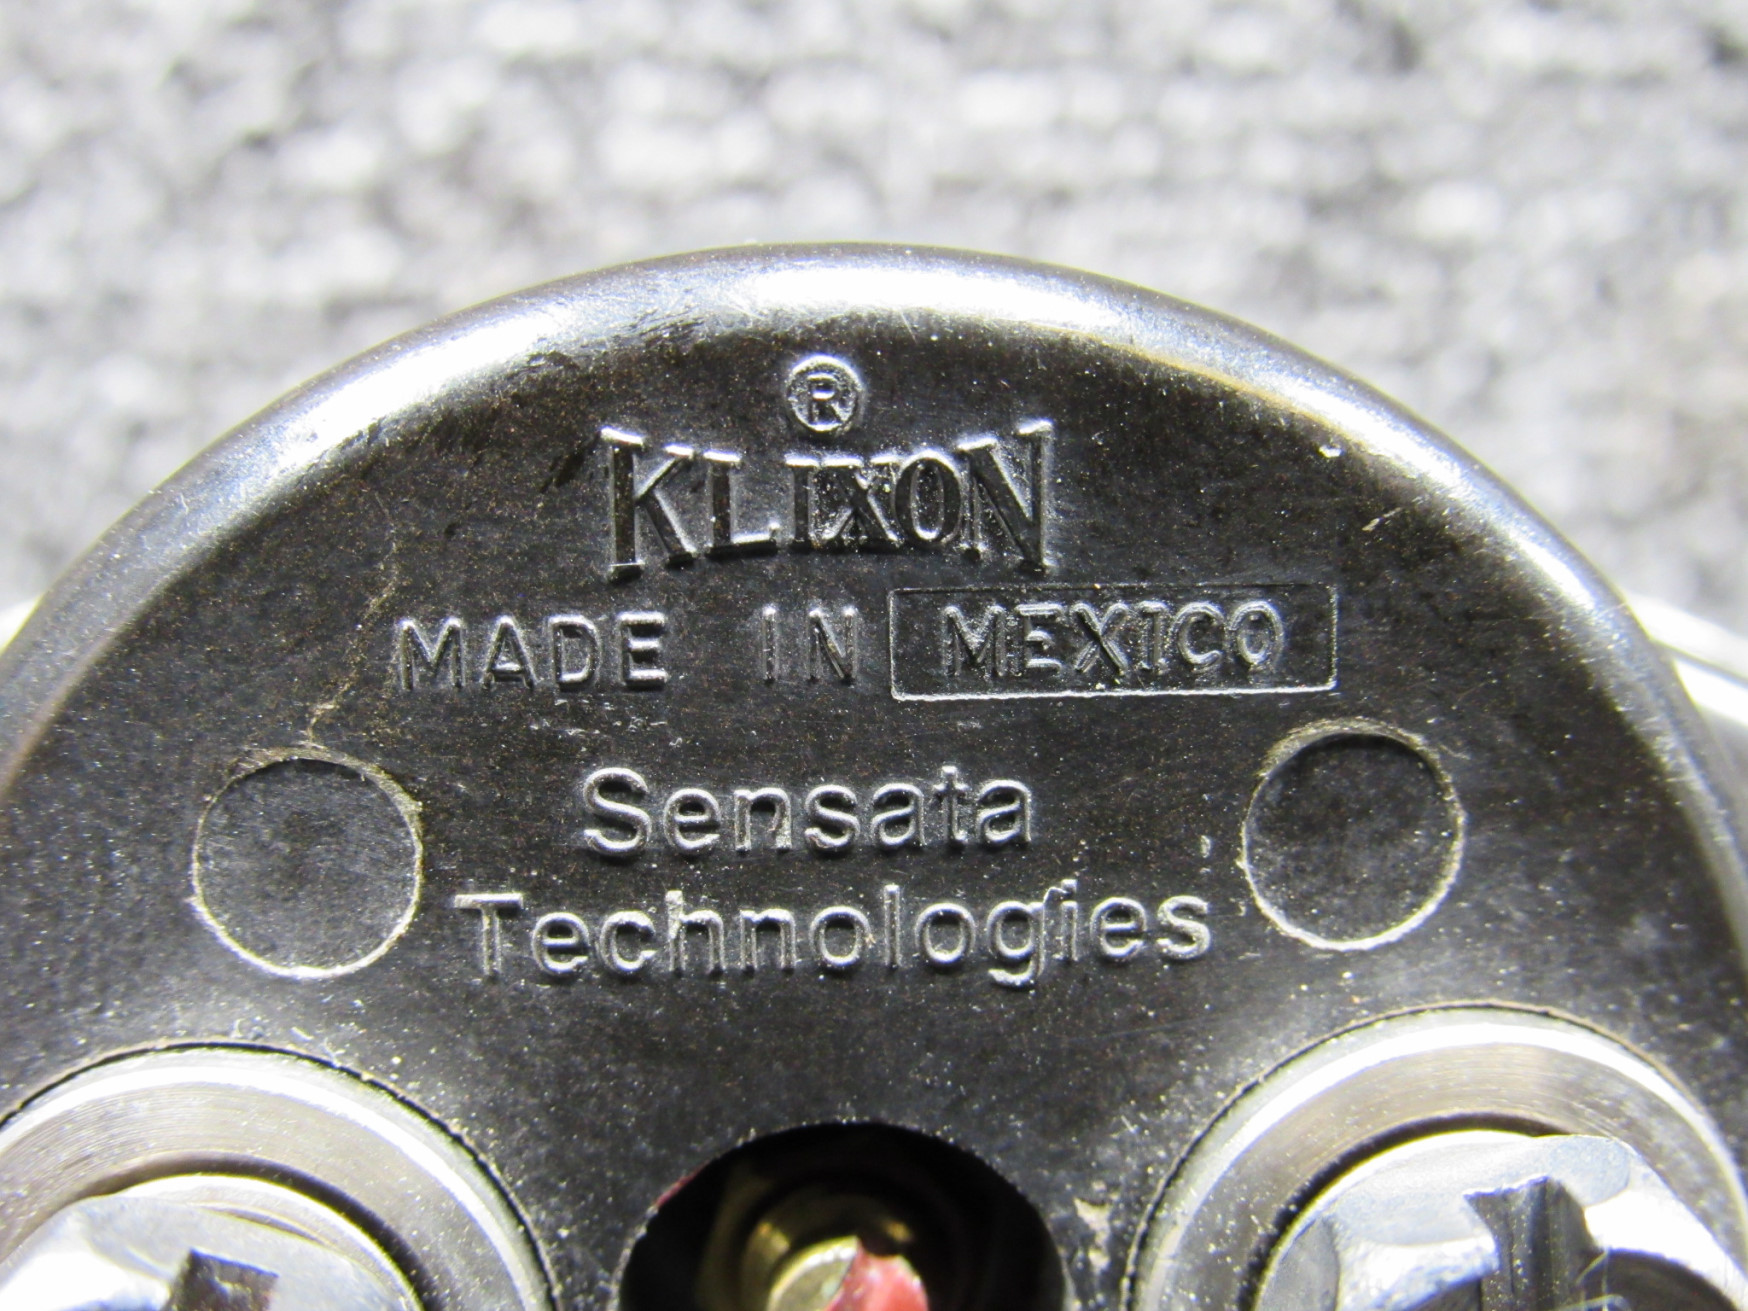 ®
KLIXON
MADE IN MEXICO
Sensata
Technologies